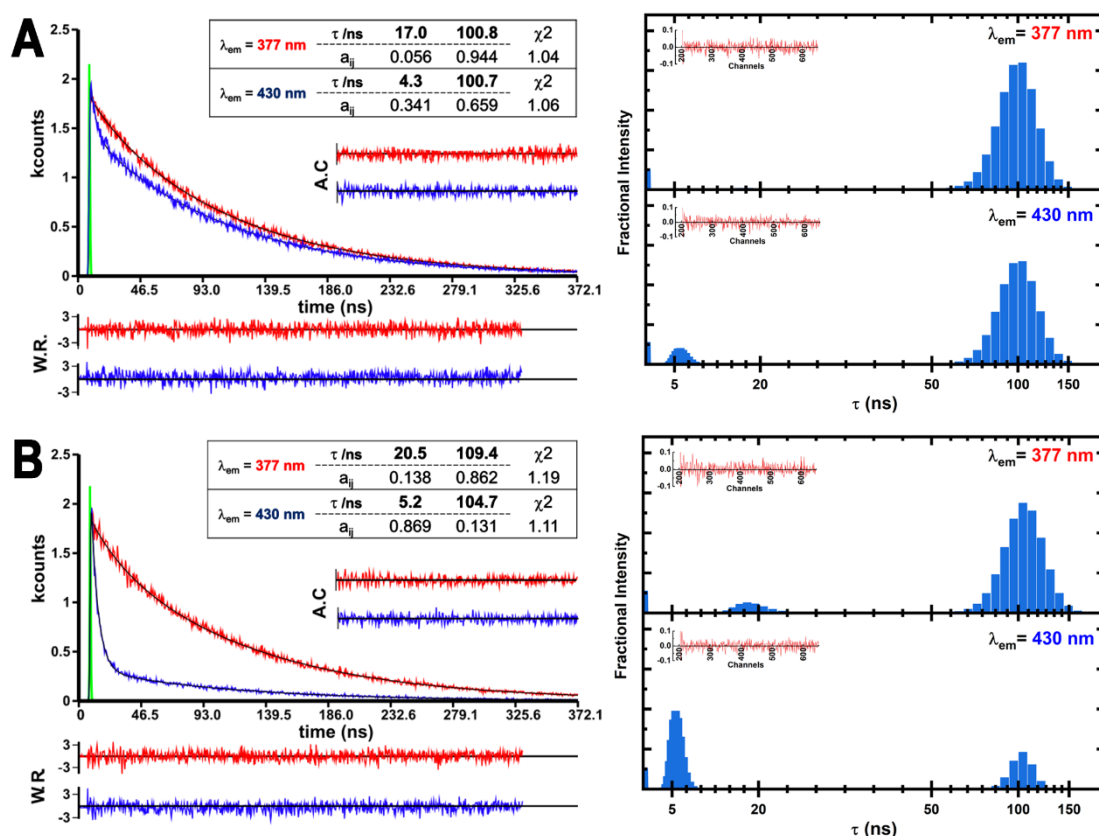 A
λem = 377 nm τ /ns 17.0 100.8 χ2
aij 0.056 0.944 1.04
λem = 430 nm τ /ns 4.3 100.7 χ2
aij 0.341 0.659 1.06
2.5
2
1.5
1
0.5
0
kcounts
A.C
0 46.5 93.0 139.5 186.0 232.6 279.1 325.6 372.1
time (ns)
3
-3
3
-3
W.R.
λem= 377 nm
0.1
0.0
-0.1
200 300 400 500 600
Channels
λem= 430 nm
0.1
0.0
-0.1
200 300 400 500 600
Channels
Fractional Intensity
5 20 50 100 150
τ (ns)
B
λem = 377 nm τ /ns 20.5 109.4 χ2
aij 0.138 0.862 1.19
λem = 430 nm τ /ns 5.2 104.7 χ2
aij 0.869 0.131 1.11
2.5
2
1.5
1
0.5
0
kcounts
A.C
0 46.5 93.0 139.5 186.0 232.6 279.1 325.6 372.1
time (ns)
3
-3
3
-3
W.R.
λem= 377 nm
0.1
0.0
-0.1
200 300 400 500 600
Channels
λem= 430 nm
0.1
0.0
-0.1
200 300 400 500 600
Channels
Fractional Intensity
5 20 50 100 150
τ (ns)